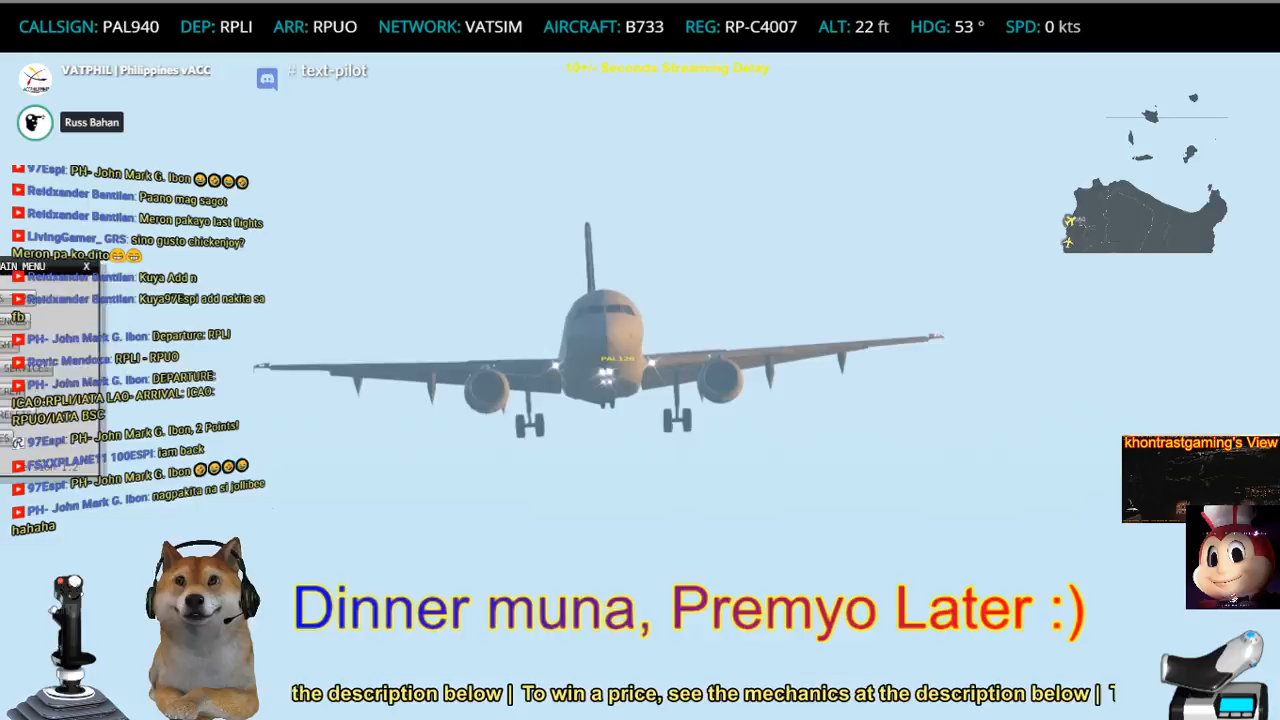 CALLSIGN: PAL940 DEP: RPLI ARR: RPUO NETWORK: VATSIM AIRCRAFT: B733 REG: RP-C4007 ALT: 22 ft HDG: 53 ° SPD: 0 kts
VATPHIL | Philippines vACC
# text-pilot
10+/- Seconds Streaming Delay
Russ Bahan
97Espi: PH- John Mark G. Ibon
Reidxander Bantilan: Paano mag sagot
Reidxander Bantilan: Meron pakayo last flights
LivingGamer_ GRS: sino gusto chickenjoy?
Meron pa ko dito
AIN MENU X
Reidxander Bantilan: Kuya Add n
Reidxander Bantilan: Kuya97Espi add nakita sa
fb
PH- John Mark G. Ibon: Departure: RPLI
Rovic Mendoza: RPLI - RPUO
PH- John Mark G. Ibon: DEPARTURE:
ICAO:RPLI/IATA LAO- ARRIVAL: ICAO:
RPUO/IATA BSC
97Espi: PH- John Mark G. Ibon, 2 Points!
FSXXPLANE11 100ESPI: iam back
97Espi: PH- John Mark G. Ibon
PH- John Mark G. Ibon: nagpakita na si jollibee
hahaha
PAL126
khontrastgaming's View
Dinner muna, Premyo Later :)
the description below | To win a price, see the mechanics at the description below |